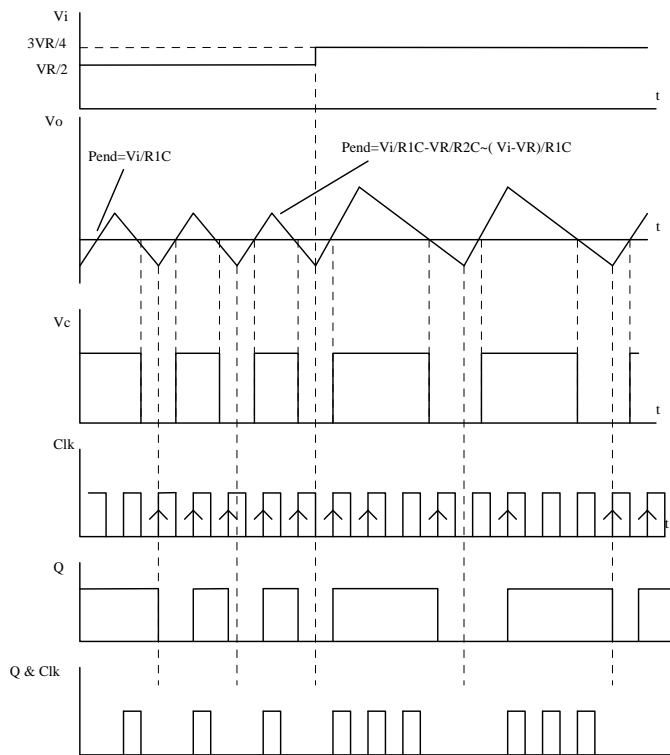 Vi
3VR/4
VR/2
t
Vo
Pend=Vi/R1C
Pend=Vi/R1C-VR/R2C~( Vi-VR)/R1C
t
Vc
t
Clk
t
Q
Q & Clk